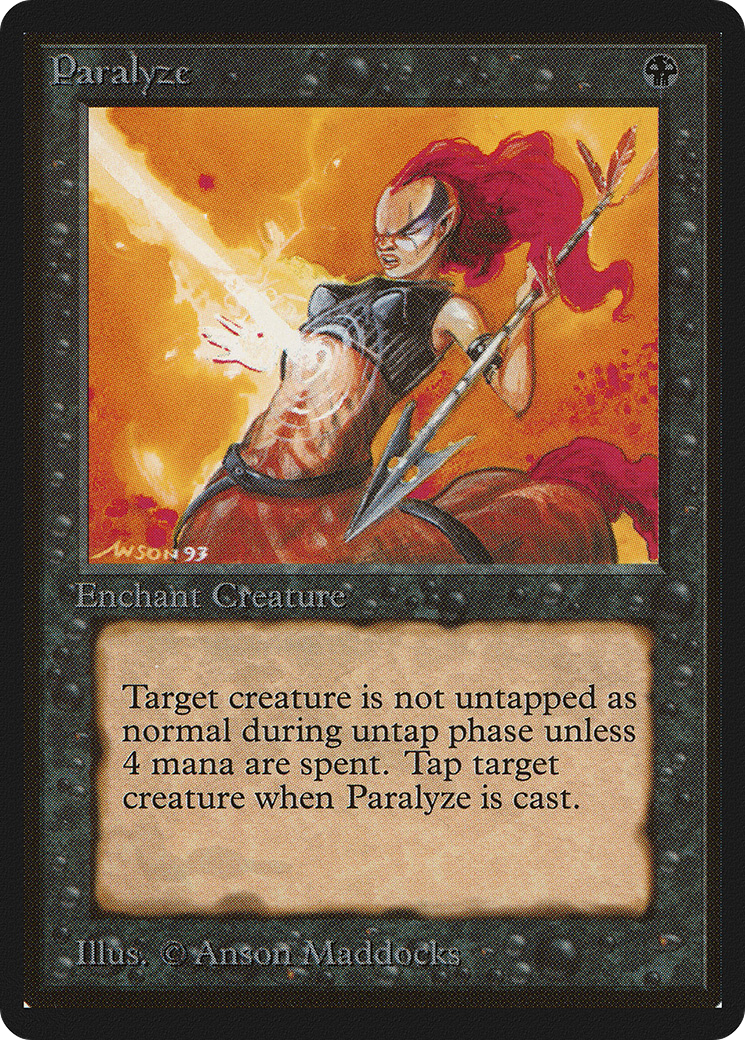 Paralyze
ANSON 93
Enchant Creature
Target creature is not untapped as
normal during untap phase unless
4 mana are spent. Tap target
creature when Paralyze is cast.
Illus. © Anson Maddocks